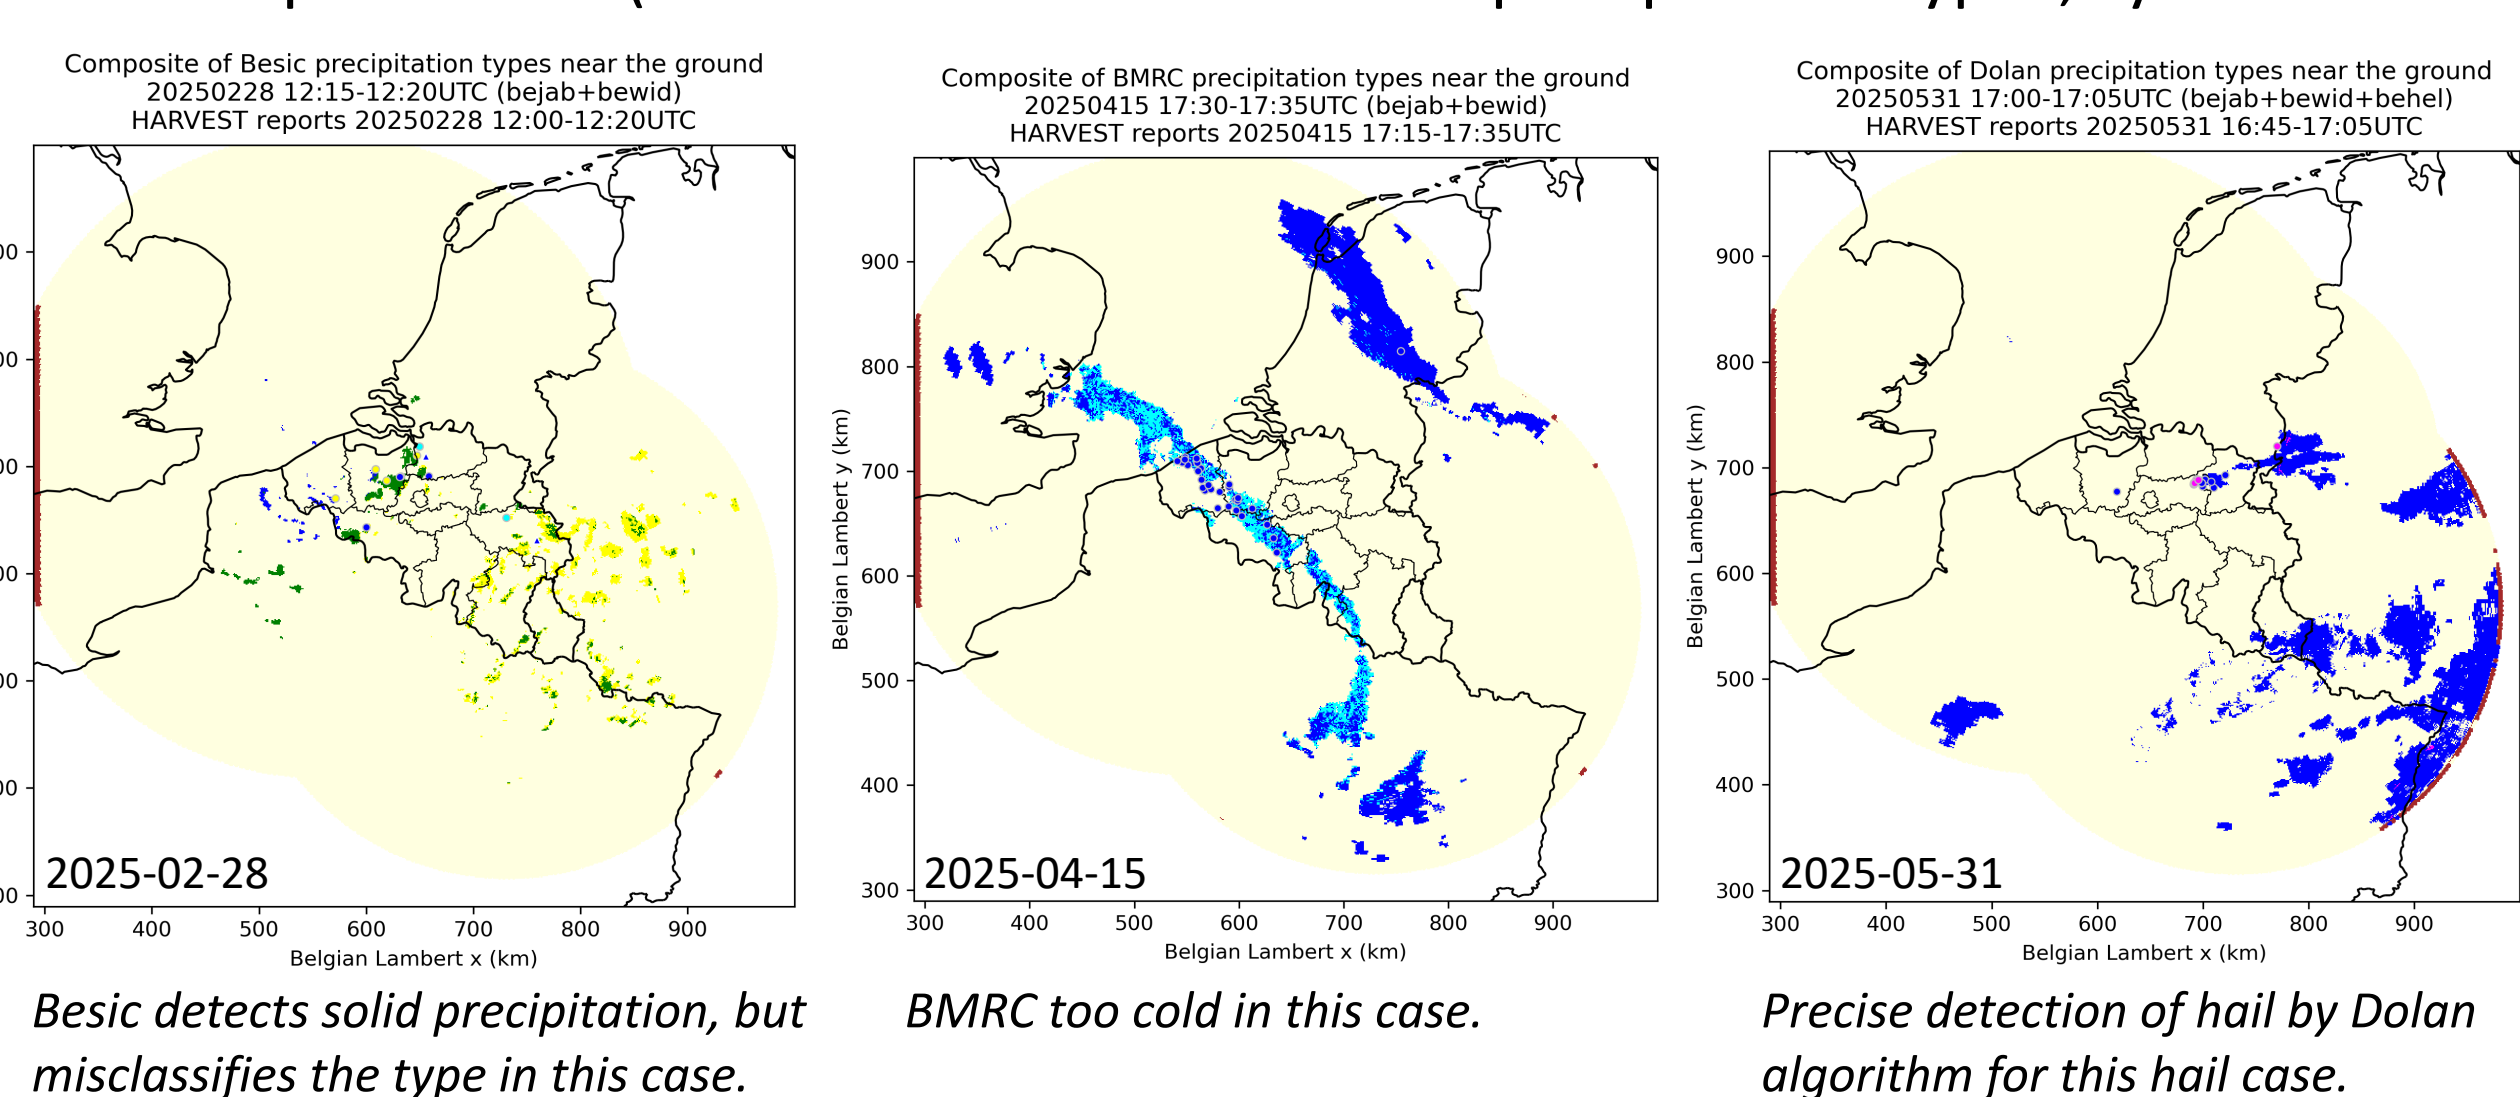 Composite of Besic precipitation types near the ground
20250228 12:15-12:20UTC (bejab+bewid)
HARVEST reports 20250228 12:00-12:20UTC
2025-02-28
300 400 500 600 700 800 900
Belgian Lambert x (km)
Besic detects solid precipitation, but
misclassifies the type in this case.
Composite of BMRC precipitation types near the ground
20250415 17:30-17:35UTC (bejab+bewid)
HARVEST reports 20250415 17:15-17:35UTC
900
800
700
600
500
400
300
Belgian Lambert y (km)
2025-04-15
300 400 500 600 700 800 900
Belgian Lambert x (km)
BMRC too cold in this case.
Composite of Dolan precipitation types near the ground
20250531 17:00-17:05UTC (bejab+bewid+behel)
HARVEST reports 20250531 16:45-17:05UTC
900
800
700
600
500
400
300
Belgian Lambert y (km)
2025-05-31
300 400 500 600 700 800 900
Belgian Lambert x (km)
Precise detection of hail by Dolan
algorithm for this hail case.